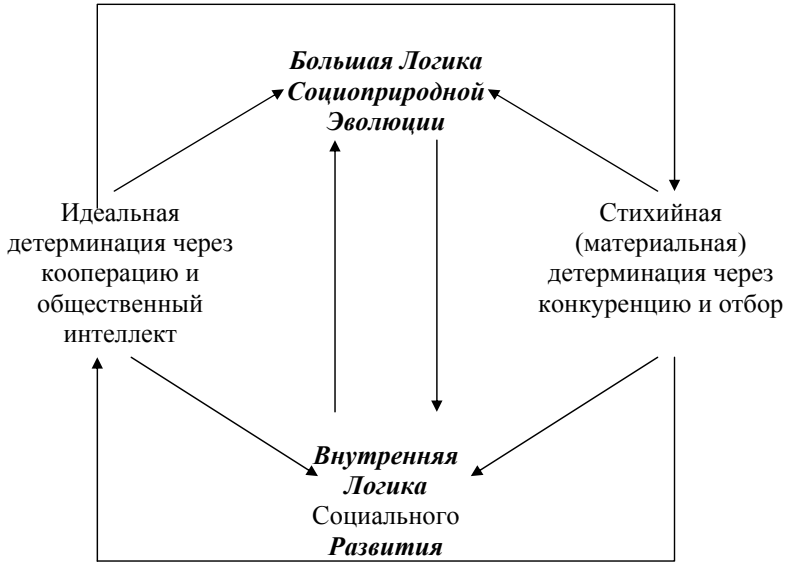 Большая Логика
Социоприродной
Эволюции
Идеальная
детерминация через
кооперацию и
общественный
интеллект
Стихийная
(материальная)
детерминация через
конкуренцию и отбор
Внутренняя
Логика
Социального
Развития